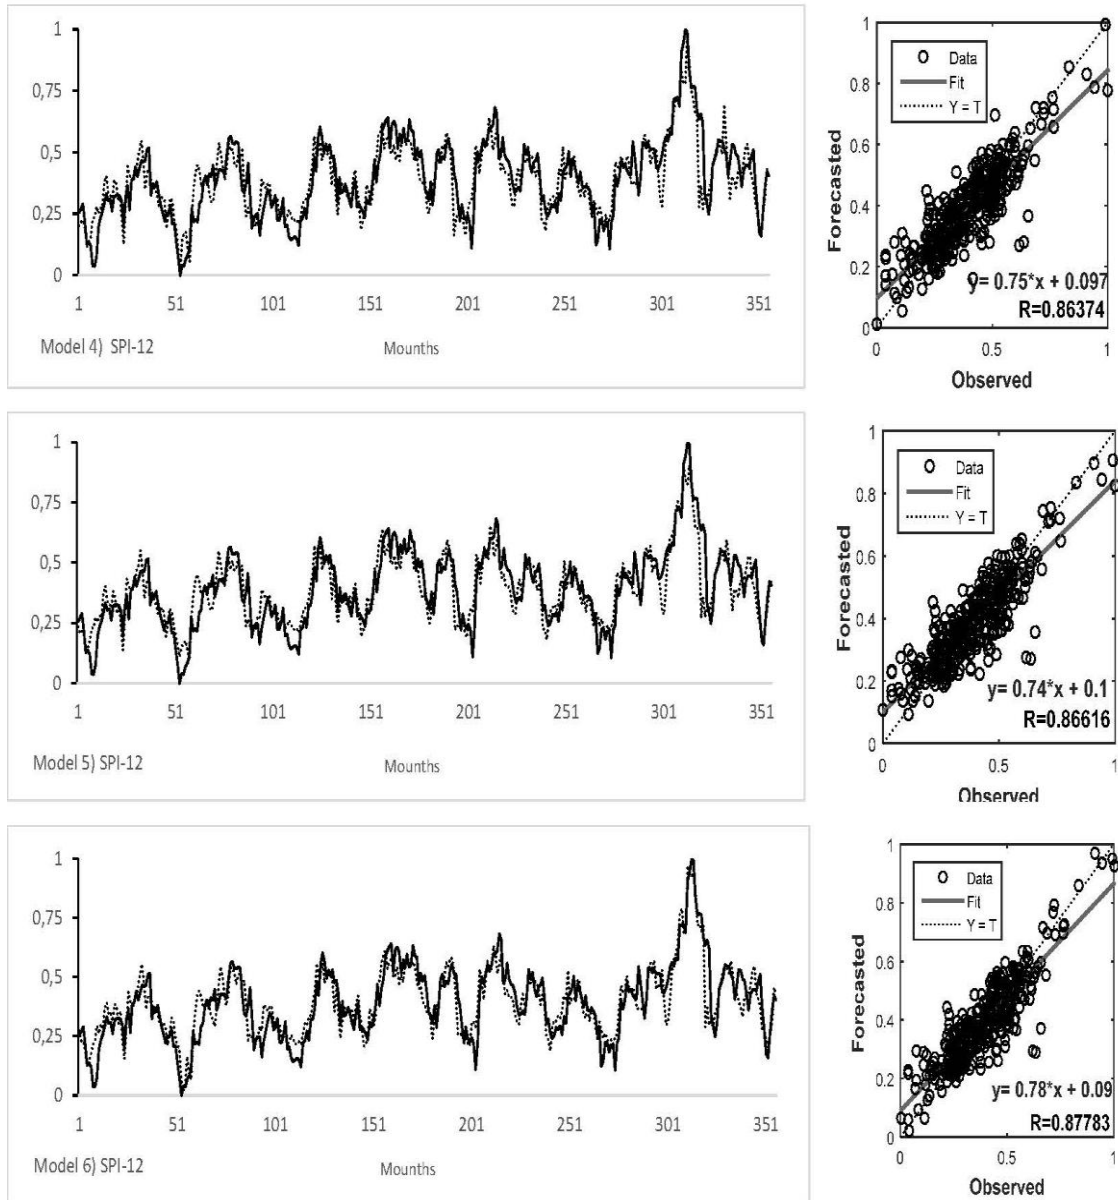 1
0,75
0,5
0,25
0
1 51 101 151 201 251 301 351
Model 4) SPI-12
Mounths
1
0.8
0.6
0.4
0.2
0
Forecasted
Data
Fit
Y = T
y= 0.75*x + 0.097
R=0.86374
0 0.5 1
Observed
1
0,75
0,5
0,25
0
1 51 101 151 201 251 301 351
Model 5) SPI-12
Mounths
1
0.8
0.6
0.4
0.2
0
Forecasted
Data
Fit
Y = T
y= 0.74*x + 0.1
R=0.86616
0 0.5 1
Observed
1
0,75
0,5
0,25
0
1 51 101 151 201 251 301 351
Model 6) SPI-12
Mounths
1
0.8
0.6
0.4
0.2
0
Forecasted
Data
Fit
Y = T
y= 0.78*x + 0.09
R=0.87783
0 0.5 1
Observed